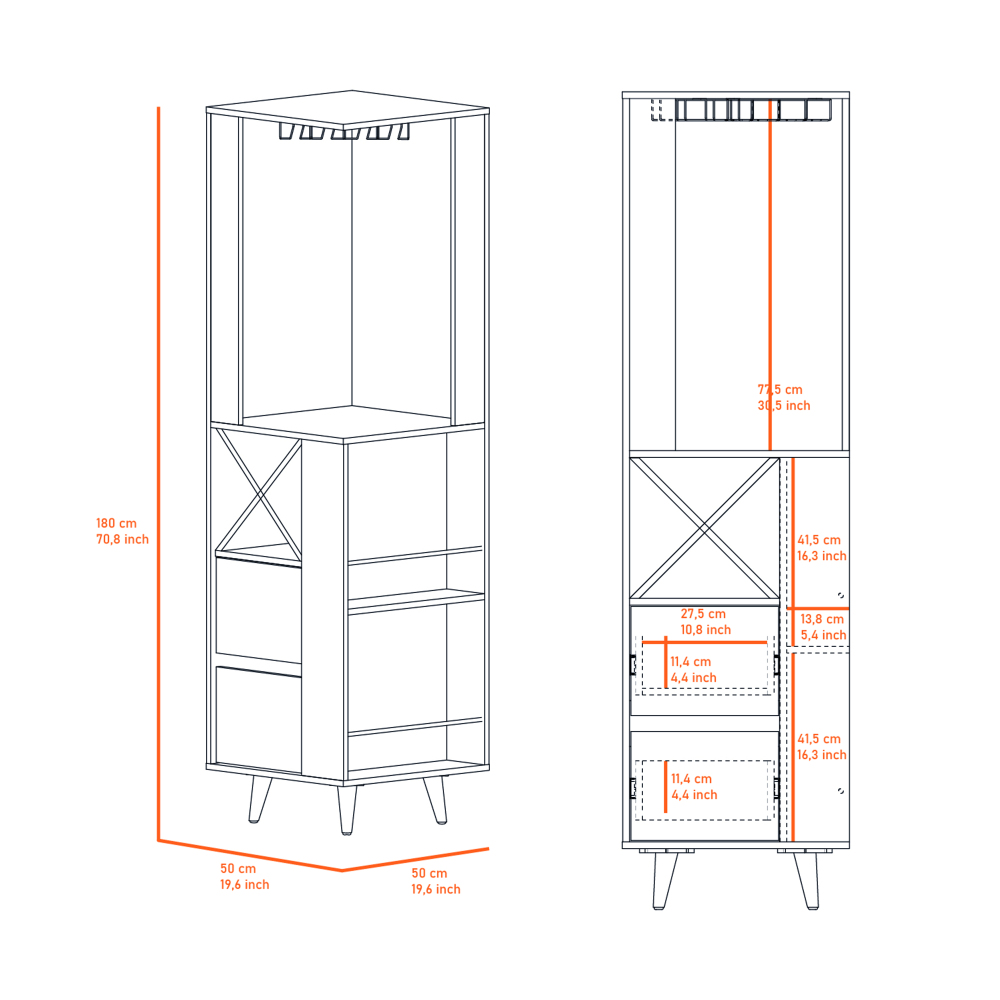 180 cm
70,8 inch
50 cm
19,6 inch
50 cm
19,6 inch
77,5 cm
30,5 inch
41,5 cm
16,3 inch
27,5 cm
10,8 inch
13,8 cm
5,4 inch
11,4 cm
4,4 inch
41,5 cm
16,3 inch
11,4 cm
4,4 inch